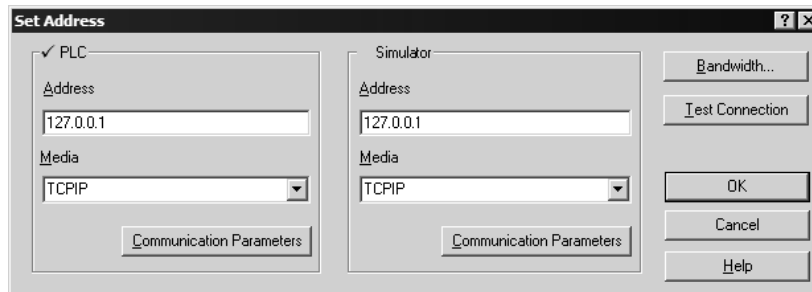 Set Address
✓ PLC
Address
127.0.0.1
Media
TCPIP
Communication Parameters
Simulator
Address
127.0.0.1
Media
TCPIP
Communication Parameters
Bandwidth...
Test Connection
OK
Cancel
Help